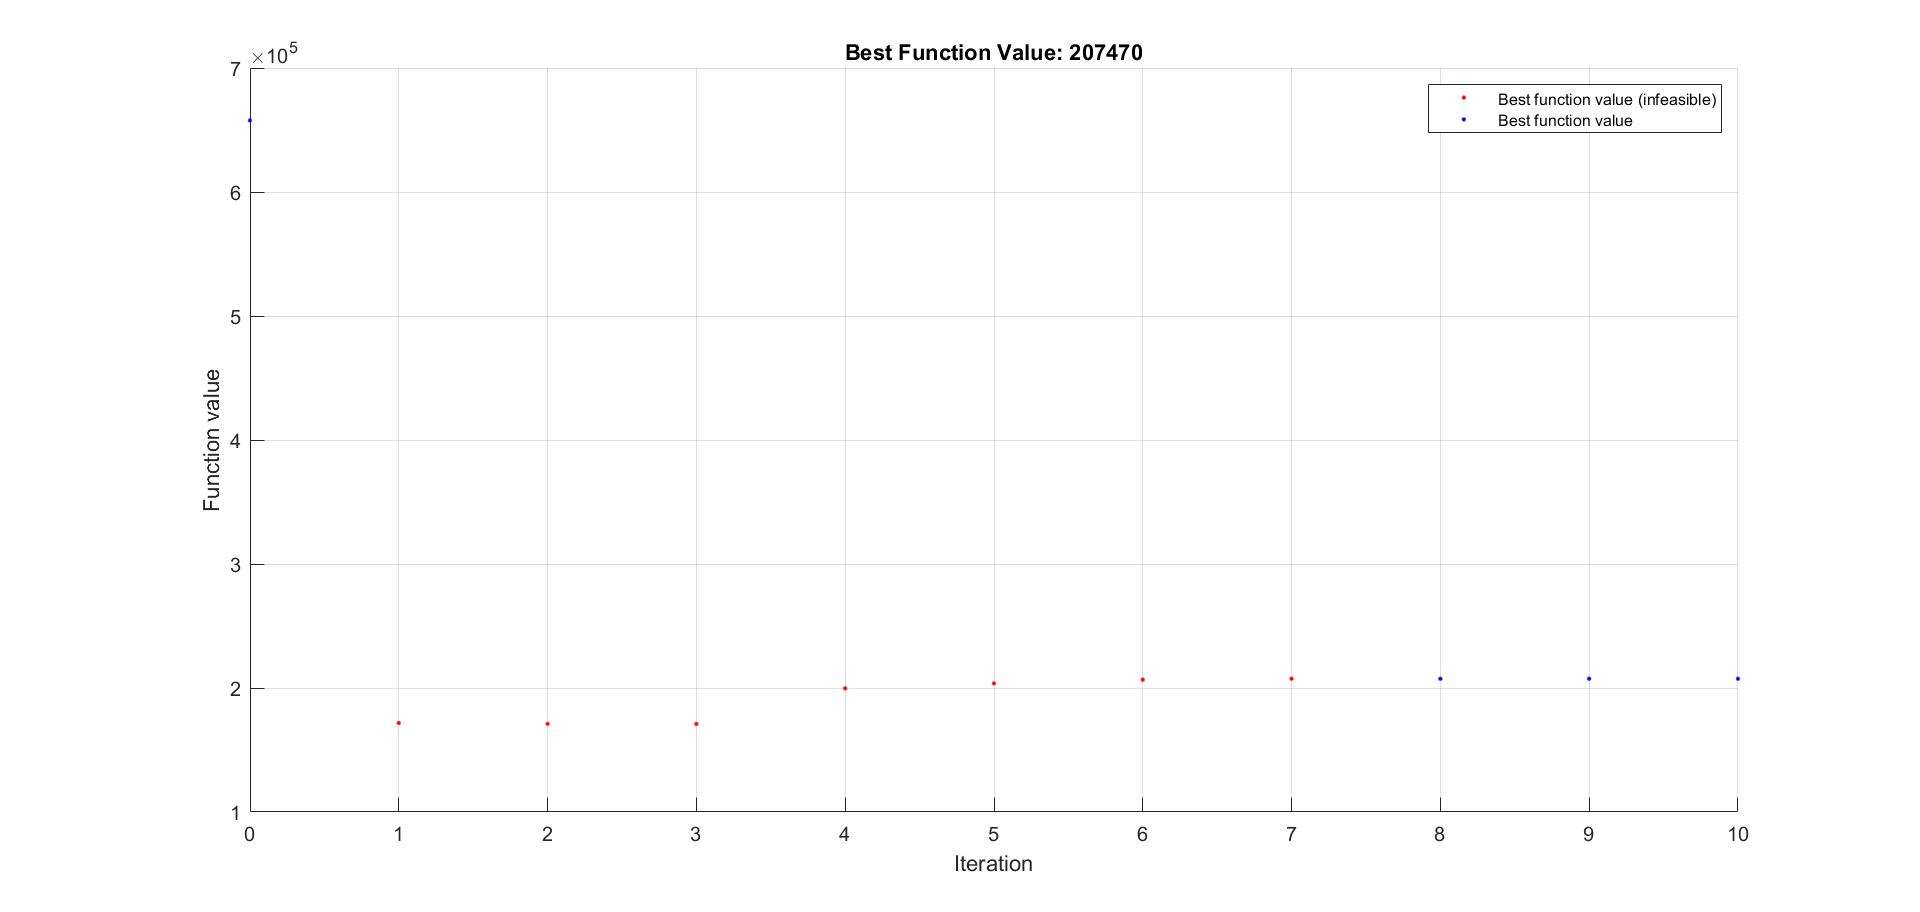 ×10^5
Best Function Value: 207470
7
6
5
4
3
2
1
Function value
Best function value (infeasible)
Best function value
0 1 2 3 4 5 6 7 8 9 10
Iteration